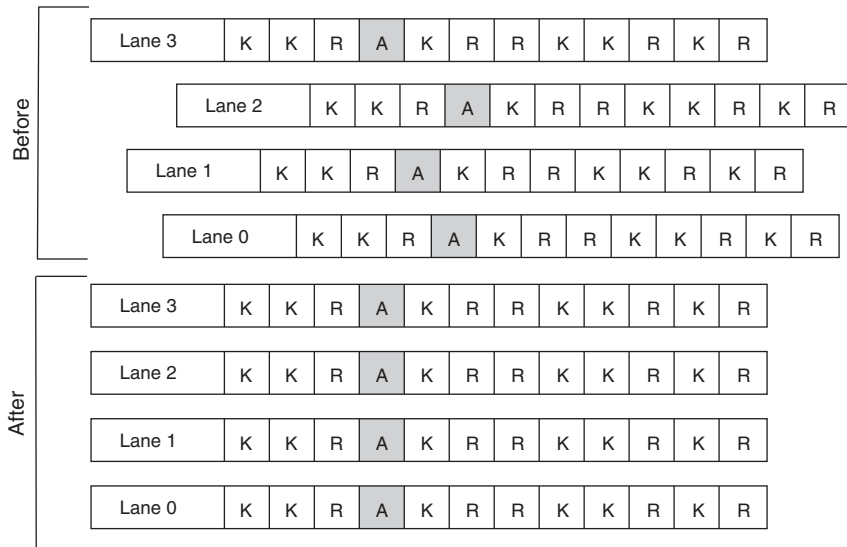 Before
Lane 3 K K R A K R R K K R K R
Lane 2 K K R A K R R K K R K R
Lane 1 K K R A K R R K K R K R
Lane 0 K K R A K R R K K R K R
After
Lane 3 K K R A K R R K K R K R
Lane 2 K K R A K R R K K R K R
Lane 1 K K R A K R R K K R K R
Lane 0 K K R A K R R K K R K R